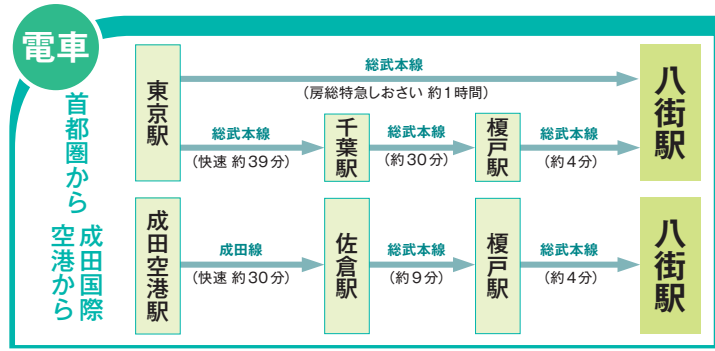 電車
首都圏から
東京駅
総武本線
(房総特急しおさい 約1時間)
総武本線
(快速 約39分)
千葉駅
総武本線
(約30分)
榎戸駅
総武本線
(約4分)
八街駅
成田国際
空港から
成田空港駅
成田線
(快速 約30分)
佐倉駅
総武本線
(約9分)
榎戸駅
総武本線
(約4分)
八街駅